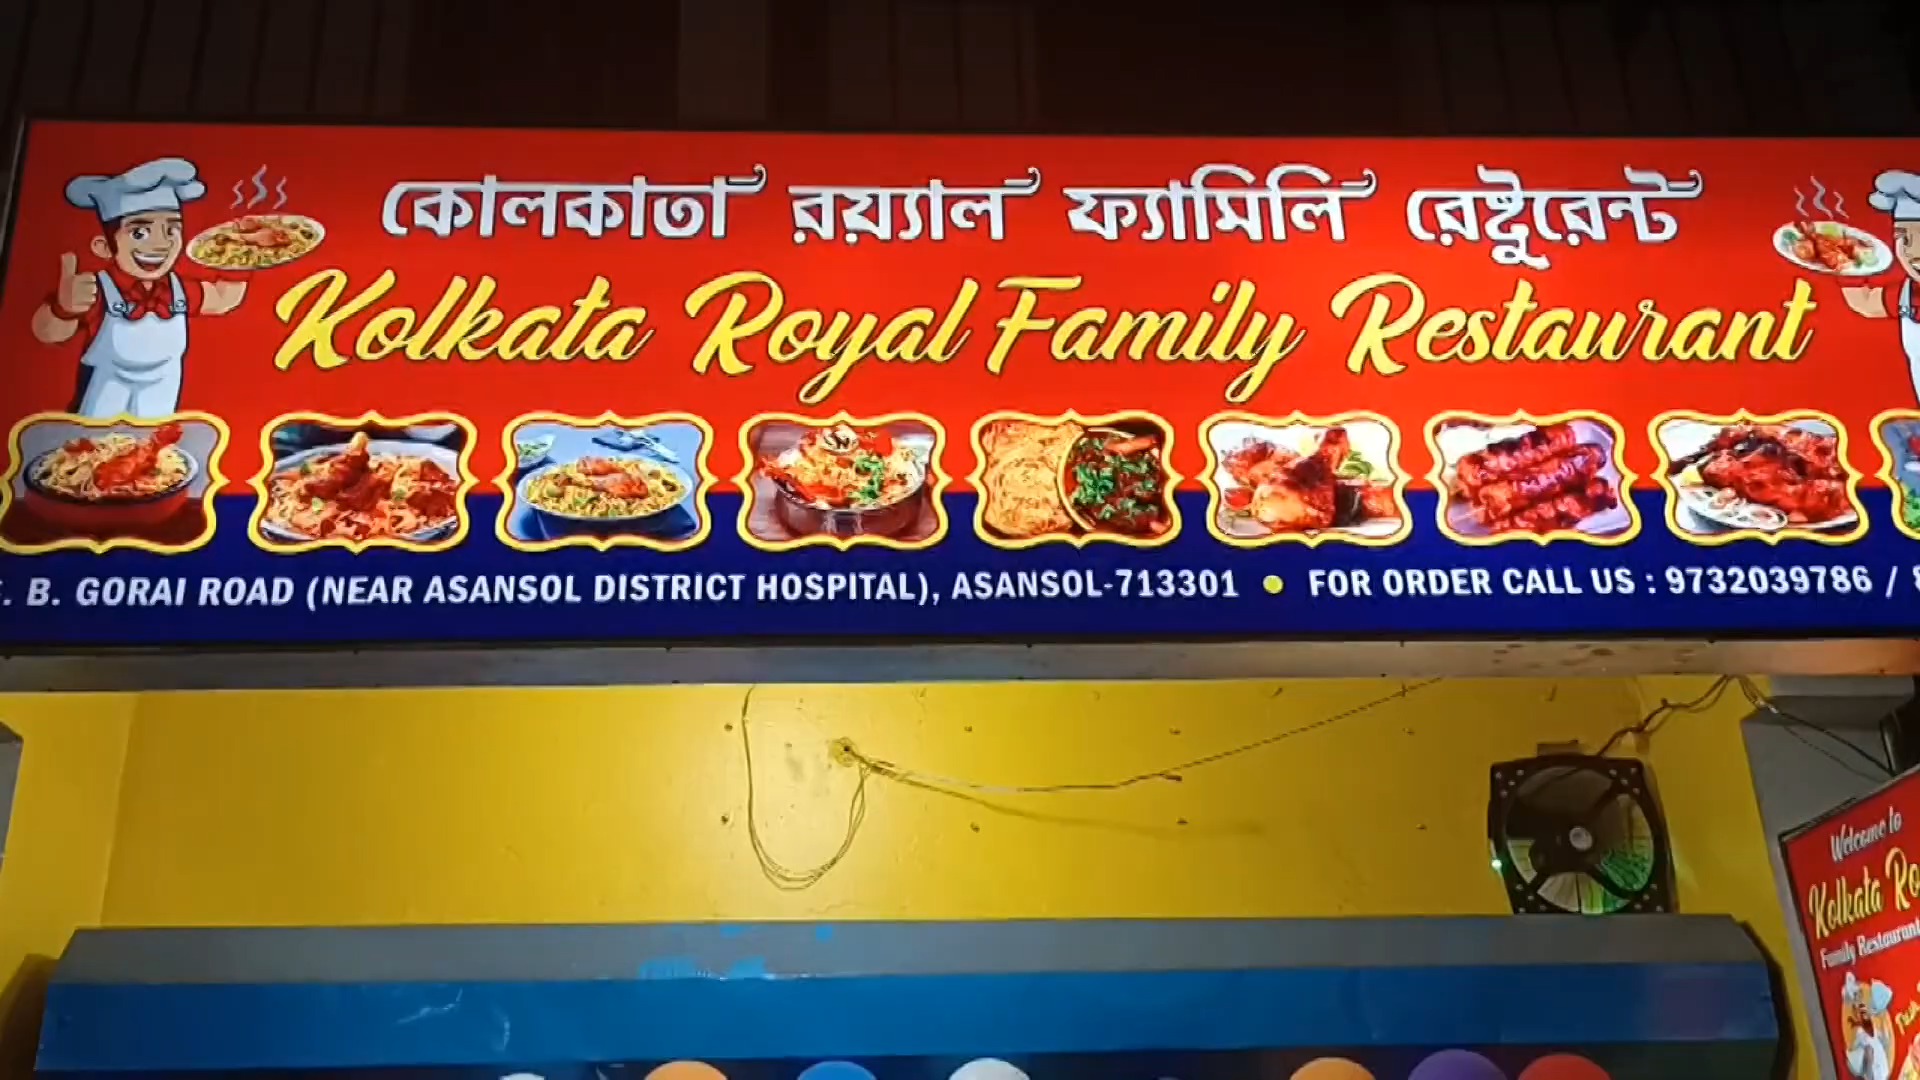 কোলকাতা রয়্যাল ফ্যামিলি রেষ্টুরেন্ট
Kolkata Royal Family Restaurant
B. GORAI ROAD (NEAR ASANSOL DISTRICT HOSPITAL), ASANSOL-713301 ● FOR ORDER CALL US : 9732039786 /
Welcome to
Kolkata Ro
Family Restaurant